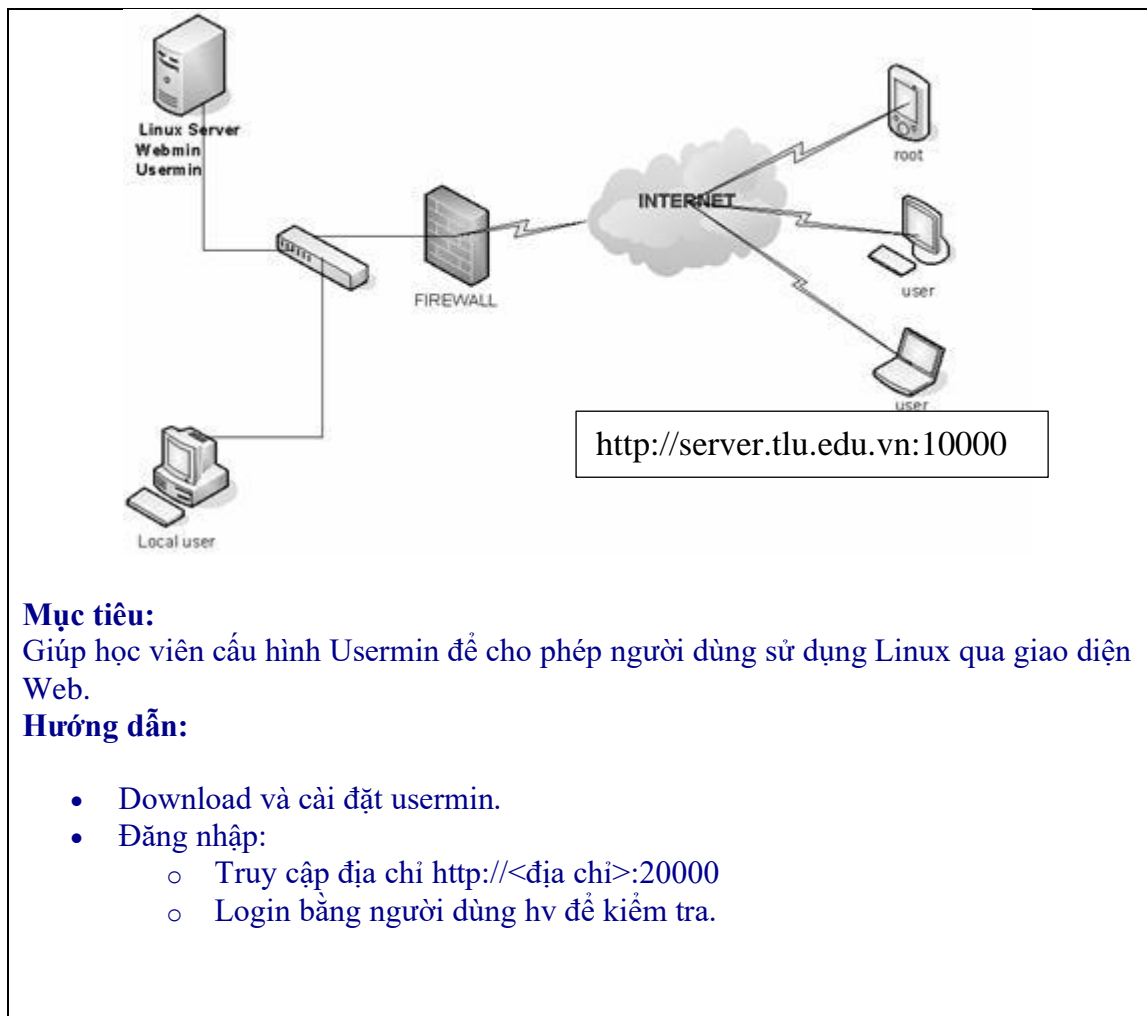 Linux Server
Webmin
Usermin
root
INTERNET
FIREWALL
user
user
http://server.tlu.edu.vn:10000
Local user
Mục tiêu:
Giúp học viên cấu hình Usermin để cho phép người dùng sử dụng Linux qua giao diện
Web.
Hướng dẫn:
• Download và cài đặt usermin.
• Đăng nhập:
o Truy cập địa chỉ http://<địa chỉ>:20000
o Login bằng người dùng hv để kiểm tra.